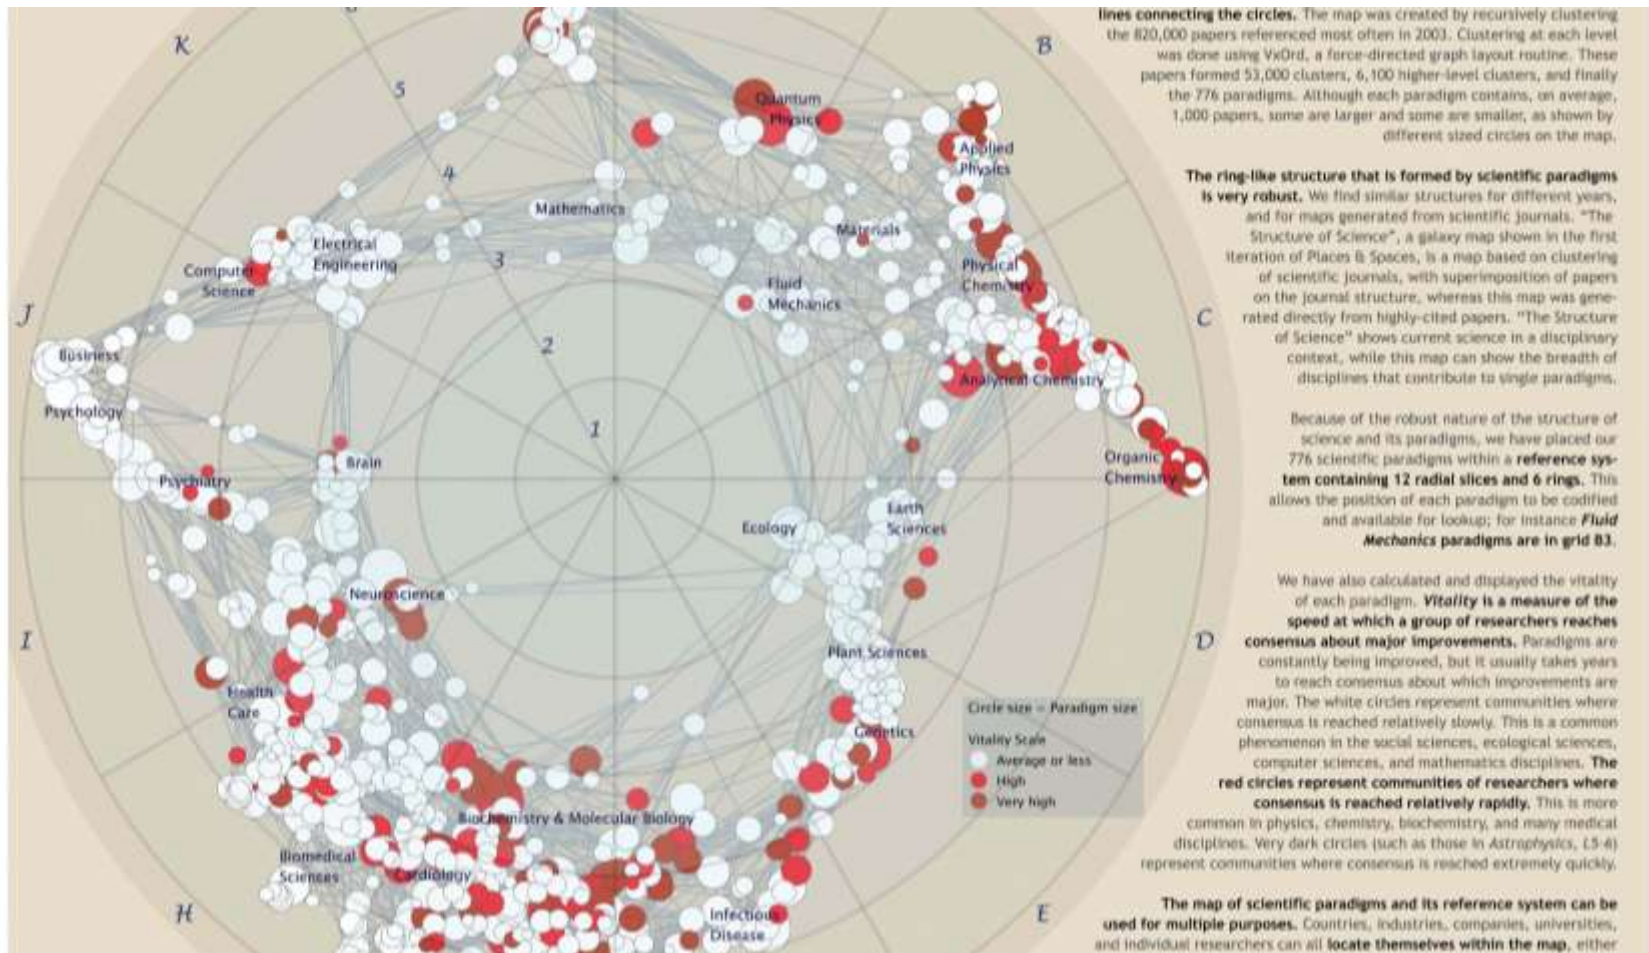 lines connecting the circles. The map was created by recursively clustering
the 820,000 papers referenced most often in 2003. Clustering at each level
was done using VxOrd, a force-directed graph layout routine. These
papers formed 53,000 clusters, 6,100 higher-level clusters, and finally
the 776 paradigms. Although each paradigm contains, on average,
1,000 papers, some are larger and some are smaller, as shown by
different sized circles on the map.
The ring-like structure that is formed by scientific paradigms
is very robust. We find similar structures for different years,
and for maps generated from scientific journals. "The
Structure of Science", a galaxy map shown in the first
iteration of Places & Spaces, is a map based on clustering
of scientific journals, with superimposition of papers
on the journal structure, whereas this map was gene-
rated directly from highly-cited papers. "The Structure
of Science" shows current science in a disciplinary
context, while this map can show the breadth of
disciplines that contribute to single paradigms.
Because of the robust nature of the structure of
science and its paradigms, we have placed our
776 scientific paradigms within a reference sys-
tem containing 12 radial slices and 6 rings. This
allows the position of each paradigm to be codified
and available for lookup; for instance Fluid
Mechanics paradigms are in grid B3.
We have also calculated and displayed the vitality
of each paradigm. Vitality is a measure of the
speed at which a group of researchers reaches
consensus about major improvements. Paradigms are
constantly being improved, but it usually takes years
to reach consensus about which improvements are
major. The white circles represent communities where
consensus is reached relatively slowly. This is a common
phenomenon in the social sciences, ecological sciences,
computer sciences, and mathematics disciplines. The
red circles represent communities of researchers where
consensus is reached relatively rapidly. This is more
common in physics, chemistry, biochemistry, and many medical
disciplines. Very dark circles (such as those in Astrophysics, L5-6)
represent communities where consensus is reached extremely quickly.
The map of scientific paradigms and its reference system can be
used for multiple purposes. Countries, industries, companies, universities,
and individual researchers can all locate themselves within the map, either
K
B
5
4
3
2
1
J
C
I
D
H
E
Quantum
Physics
Applied
Physics
Mathematics
Materials
Electrical
Engineering
Computer
Science
Physical
Chemistry
Fluid
Mechanics
Business
Psychology
Analytical Chemistry
Organic
Chemistry
Brain
Psychiatry
Ecology
Earth
Sciences
Neuroscience
Plant Sciences
Health
Care
Genetics
Circle size = Paradigm size
Vitality Scale
Average or less
High
Very high
Biochemistry & Molecular Biology
Biomedical
Sciences
Cardiology
Infectious
Disease